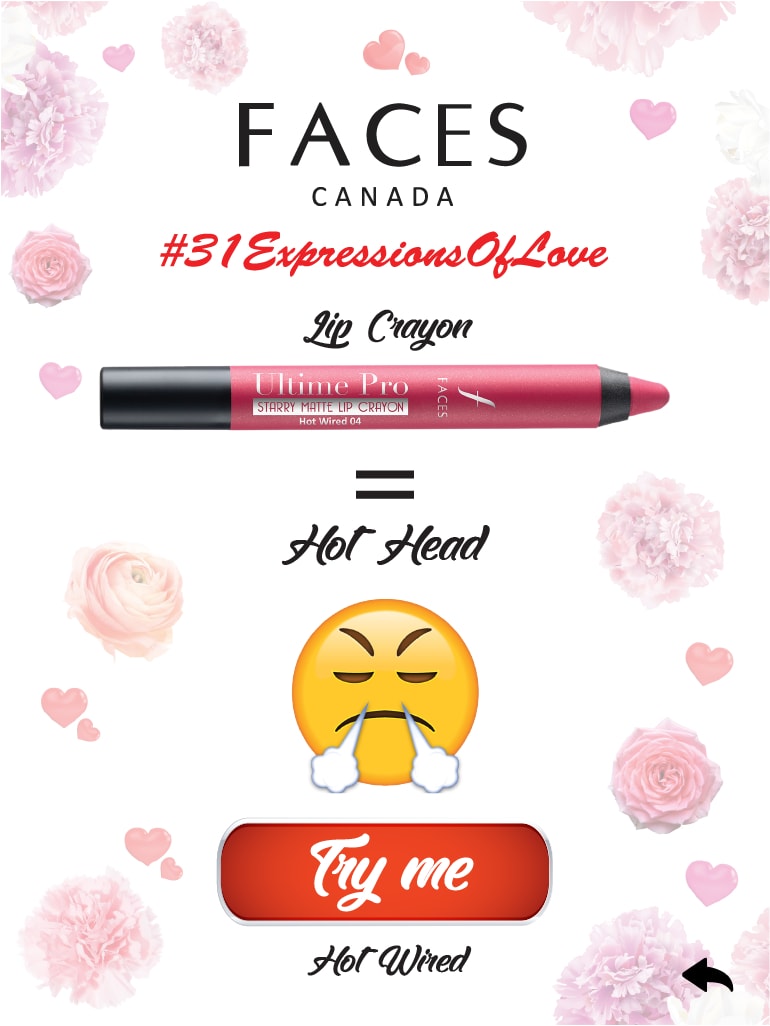 FACES
CANADA
#31ExpressionsOfLove
Lip Crayon
Ultime Pro
STARRY MATTE LIP CRAYON
Hot Wired 04
FACES
=
Hot Head
Try me
Hot Wired